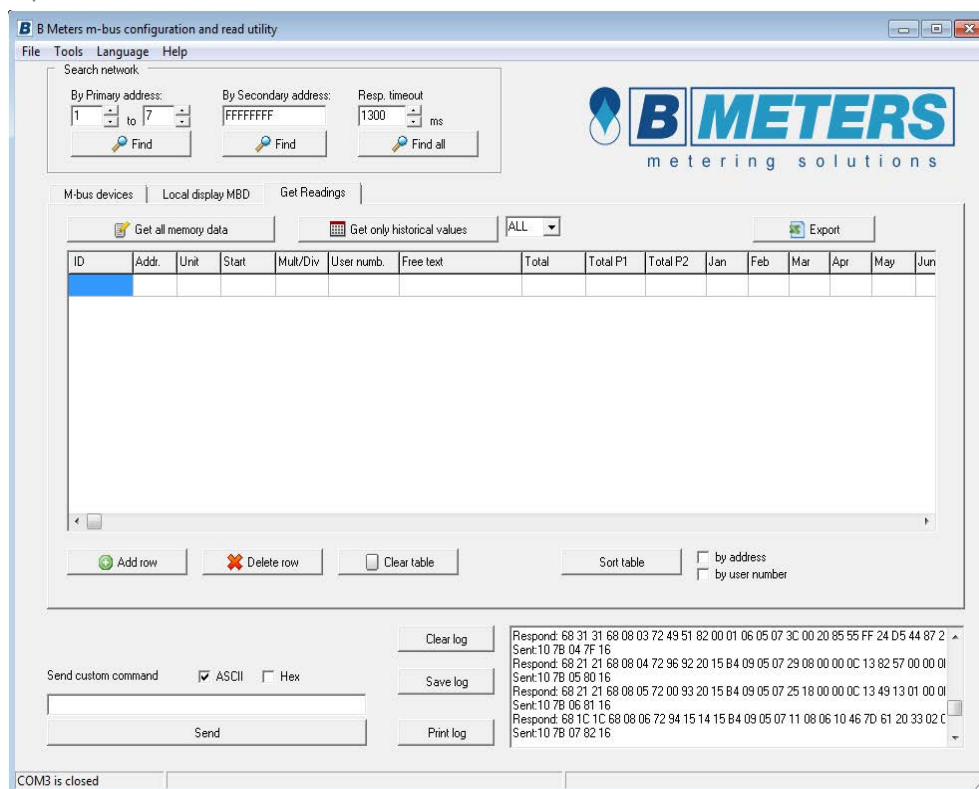 B B Meters m-bus configuration and read utility
File Tools Language Help
Search network
By Primary address: By Secondary address: Resp. timeout
1 to 7 FFFFFFFF 1300 ms
Find Find Find all
B METERS
metering solutions
M-bus devices Local display MBD Get Readings
Get all memory data Get only historical values ALL Export
ID Addr. Unit Start Mult/Div User numb. Free text Total Total P1 Total P2 Jan Feb Mar Apr May Jun
Add row Delete row Clear table Sort table by address
by user number
Clear log
Save log
Print log
Send custom command ASCII Hex
Send
Respond: 68 31 31 68 08 03 72 49 51 82 00 01 06 05 07 3C 00 20 85 55 FF 24 D5 44 87 2
Sent:10 7B 04 7F 16
Respond: 68 21 21 68 08 04 72 96 92 20 15 B4 09 05 07 29 08 00 00 0C 13 82 57 00 00
Sent:10 7B 05 80 16
Respond: 68 21 21 68 08 05 72 00 93 20 15 B4 09 05 07 25 18 00 00 0C 13 49 13 01 00
Sent:10 7B 06 81 16
Respond: 68 1C 1C 68 08 06 72 94 15 14 15 B4 09 05 07 11 08 06 10 46 7D 61 20 33 02
Sent:10 7B 07 82 16
COM3 is closed